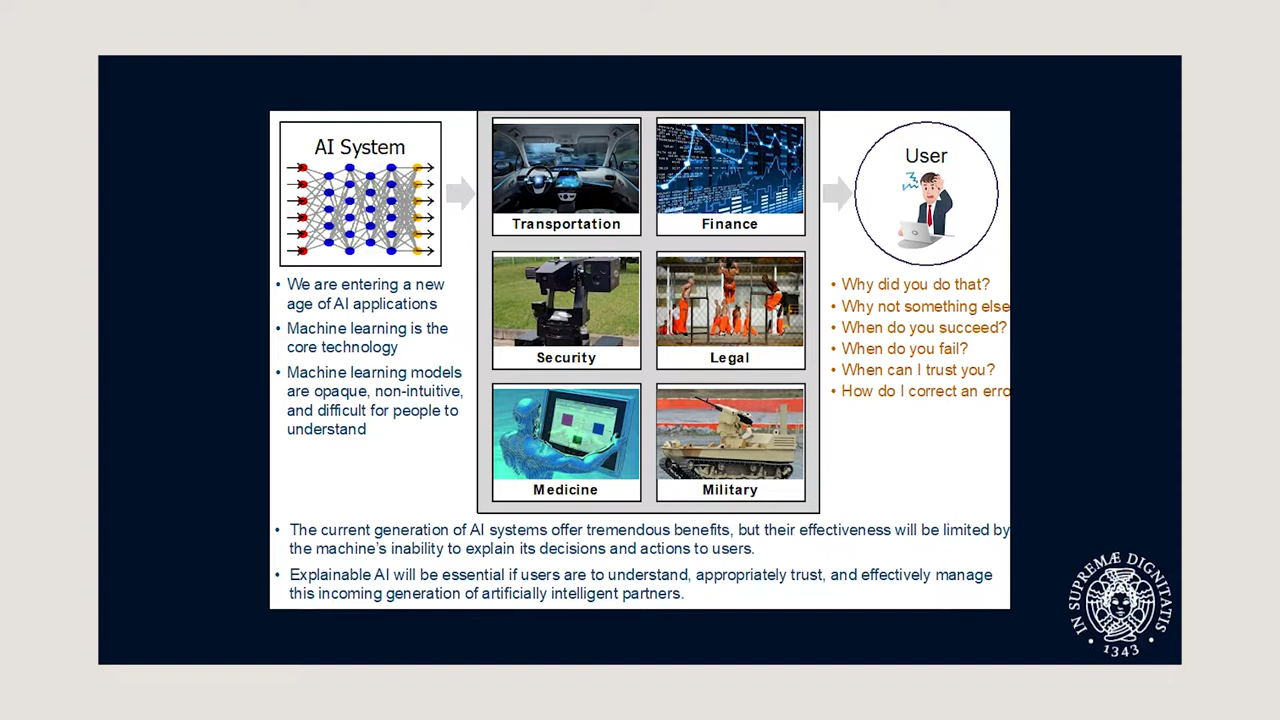 AI System
• We are entering a new
age of AI applications
• Machine learning is the
core technology
• Machine learning models
are opaque, non-intuitive,
and difficult for people to
understand
Transportation
Finance
Security
Legal
Medicine
Military
User
• Why did you do that?
• Why not something else
• When do you succeed?
• When do you fail?
• When can I trust you?
• How do I correct an erro
• The current generation of AI systems offer tremendous benefits, but their effectiveness will be limited by
the machine’s inability to explain its decisions and actions to users.
• Explainable AI will be essential if users are to understand, appropriately trust, and effectively manage
this incoming generation of artificially intelligent partners.
IN SUPREMÆ DIGNITATIS
• 1343 •